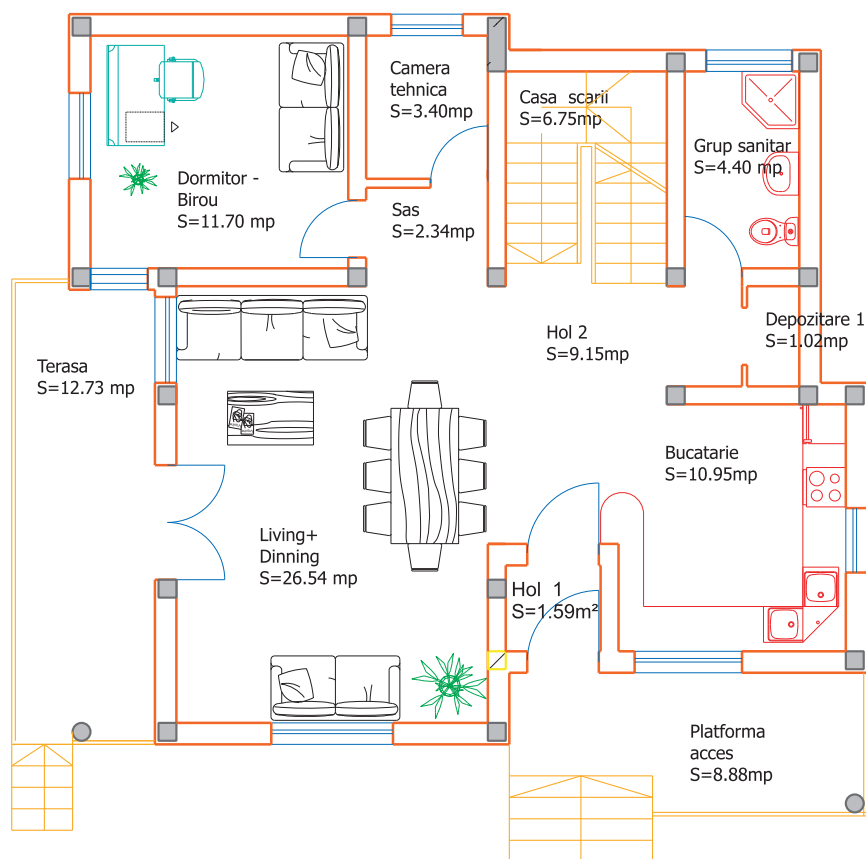 Camera
tehnica
S=3.40mp
Casa scarii
S=6.75mp
Grup sanitar
S=4.40 mp
Dormitor -
Birou
S=11.70 mp
Sas
S=2.34mp
Hol 2
S=9.15mp
Depozitare 1
S=1.02mp
Terasa
S=12.73 mp
Bucatarie
S=10.95mp
Living+
Dinning
S=26.54 mp
Hol 1
S=1.59m²
Platforma
acces
S=8.88mp